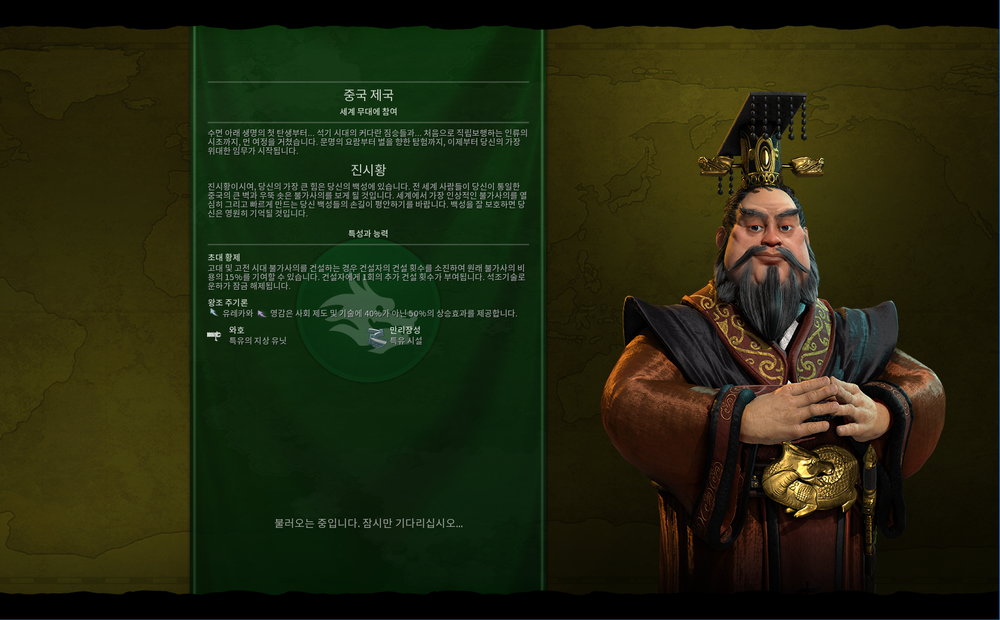 중국 제국
세계 무대에 참여
수면 아래 생명의 첫 탄생부터... 석기 시대의 커다란 짐승들과... 처음으로 직립보행하는 인류의
시초까지, 먼 여정을 거쳤습니다. 문명의 요람부터 별을 향한 탐험까지, 이제부터 당신의 가장
위대한 임무가 시작됩니다.
진시황
진시황이시여, 당신의 가장 큰 힘은 당신의 백성에 있습니다. 전 세계 사람들이 당신이 통일한
중국의 큰 벽과 우뚝 솟은 불가사의를 보게 될 것입니다. 세계에서 가장 인상적인 불가사의를 열
심히 그리고 빠르게 만드는 당신 백성들의 손길이 평안하기를 바랍니다. 백성을 잘 보호하면 당
신은 영원히 기억될 것입니다.
특성과 능력
초대 황제
고대 및 고전 시대 불가사의를 건설하는 경우 건설자의 건설 횟수를 소진하여 원래 불가사의 비
용의 15%를 기여할 수 있습니다. 건설자에게 1회의 추가 건설 횟수가 부여됩니다. 석조기술로
운하가 잠금 해제됩니다.
왕조 주기론
유레카와 영감은 사회 제도 및 기술에 40%가 아닌 50%의 상승효과를 제공합니다.
와호 만리장성
특유의 지상 유닛 특유 시설
불러오는 중입니다. 잠시만 기다리십시오...